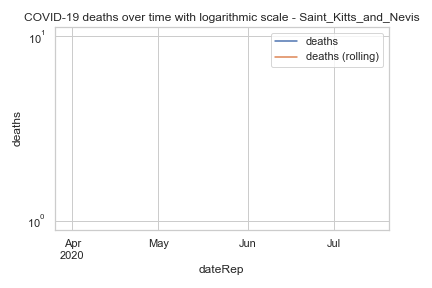 COVID-19 deaths over time with logarithmic scale - Saint_Kitts_and_Nevis
10¹
deaths
deaths (rolling)
deaths
10⁰
Apr May Jun Jul
2020
dateRep